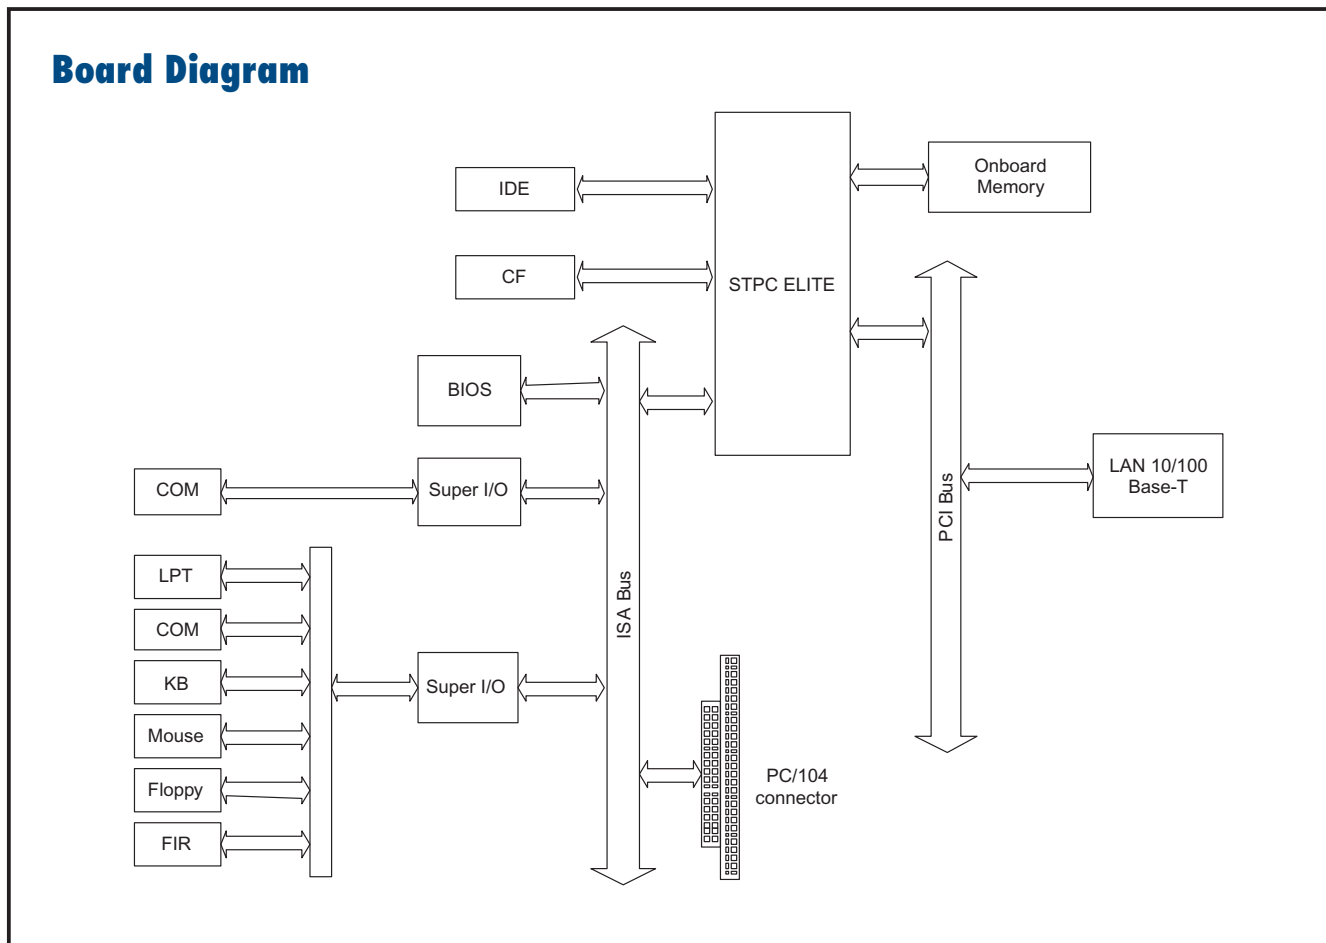 Board Diagram
Onboard
Memory
IDE
CF
STPC ELITE
BIOS
COM
Super I/O
LAN 10/100
Base-T
PCI Bus
LPT
ISA Bus
COM
KB
Super I/O
Mouse
Floppy
PC/104
connector
FIR